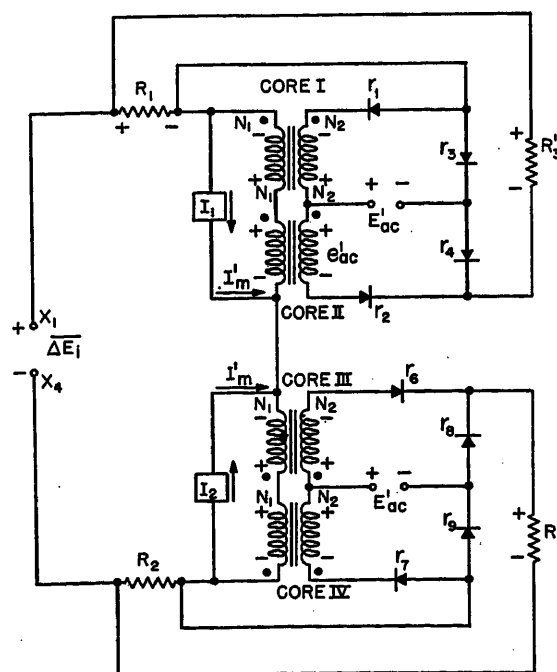 CORE I
R₁
+ −
r₁
N₁ N₂
− −
r₃
R'₃
+
−
+ +
N₁ N₂
+ −
E'ac
I₁
+ +
e'ac
r₄
− −
I'm
CORE II
r₂
X₁
+
ΔEi
−
X₄
I'm
CORE III
r₆
N₁ N₂
− −
r₈
+ +
I₂
N₁ N₂
+ −
E'ac
+ +
r₉
+
R
−
R₂
− −
r₇
CORE IV